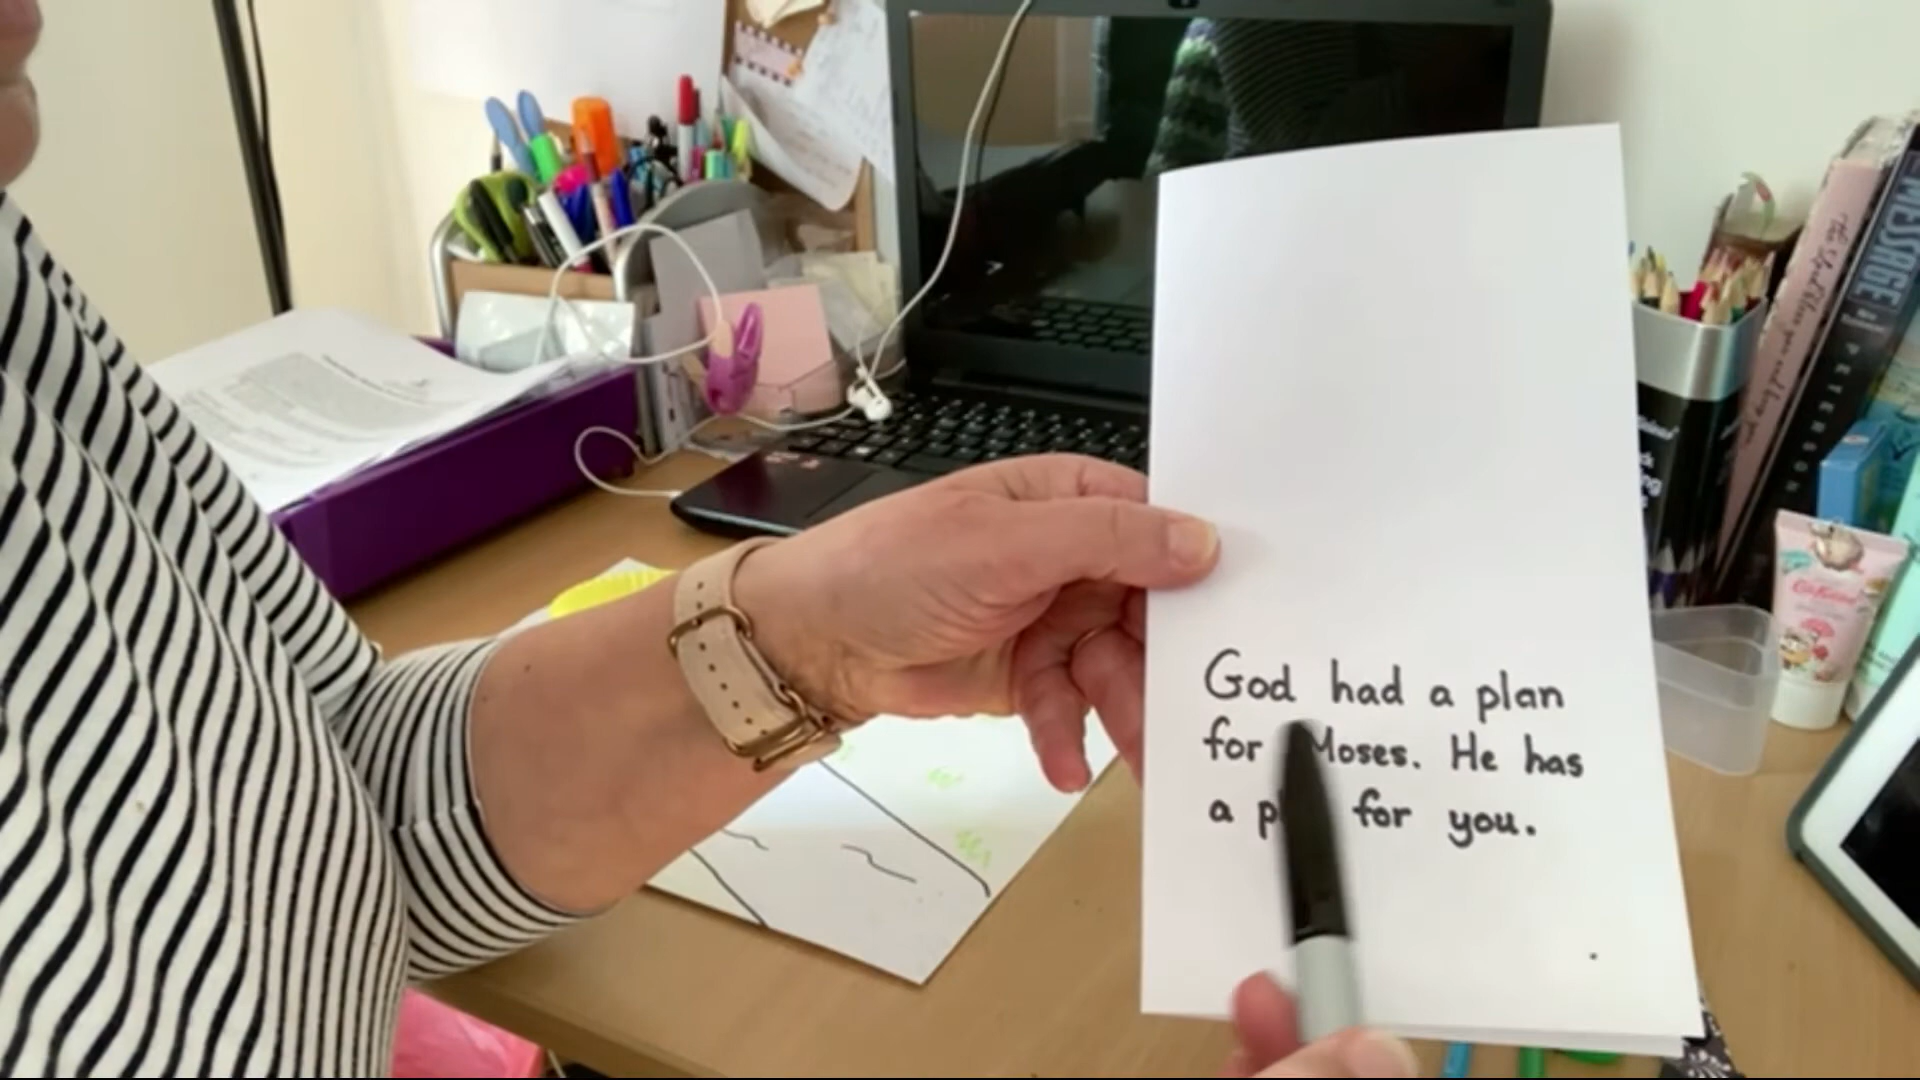 God had a plan
for Moses. He has
a for you.
MESSAGE
PETERSON